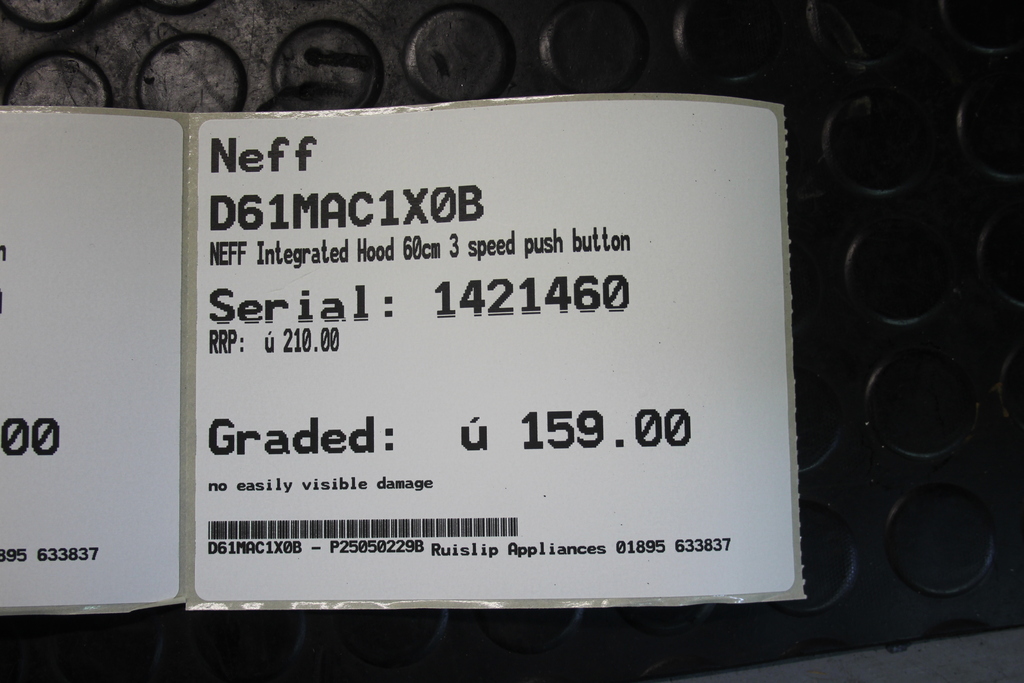 Neff
D61MAC1X0B
NEFF Integrated Hood 60cm 3 speed push button
Serial: 1421460
RRP: ú 210.00
Graded: ú 159.00
no easily visible damage
D61MAC1X0B - P25050229B Ruislip Appliances 01895 633837
00
895 633837